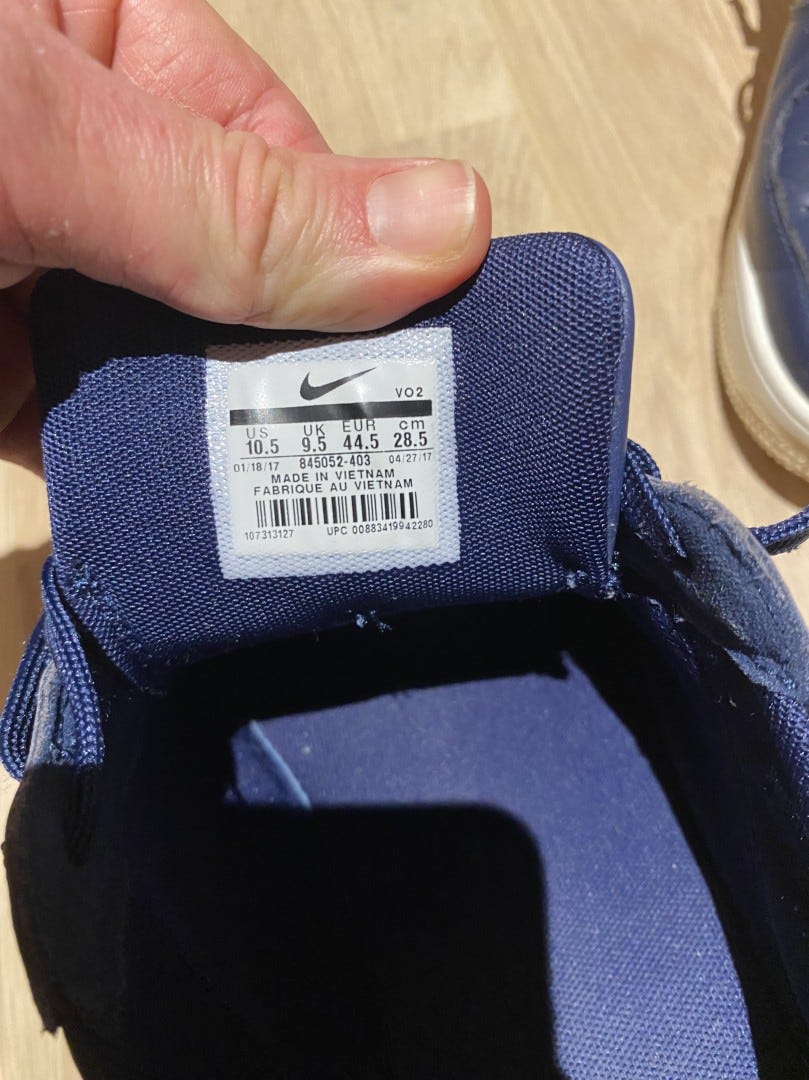 VO2
US UK EUR cm
10.5 9.5 44.5 28.5
01/18/17 845052-403 04/27/17
MADE IN VIETNAM
FABRIQUE AU VIETNAM
107313127 UPC 00883419942280